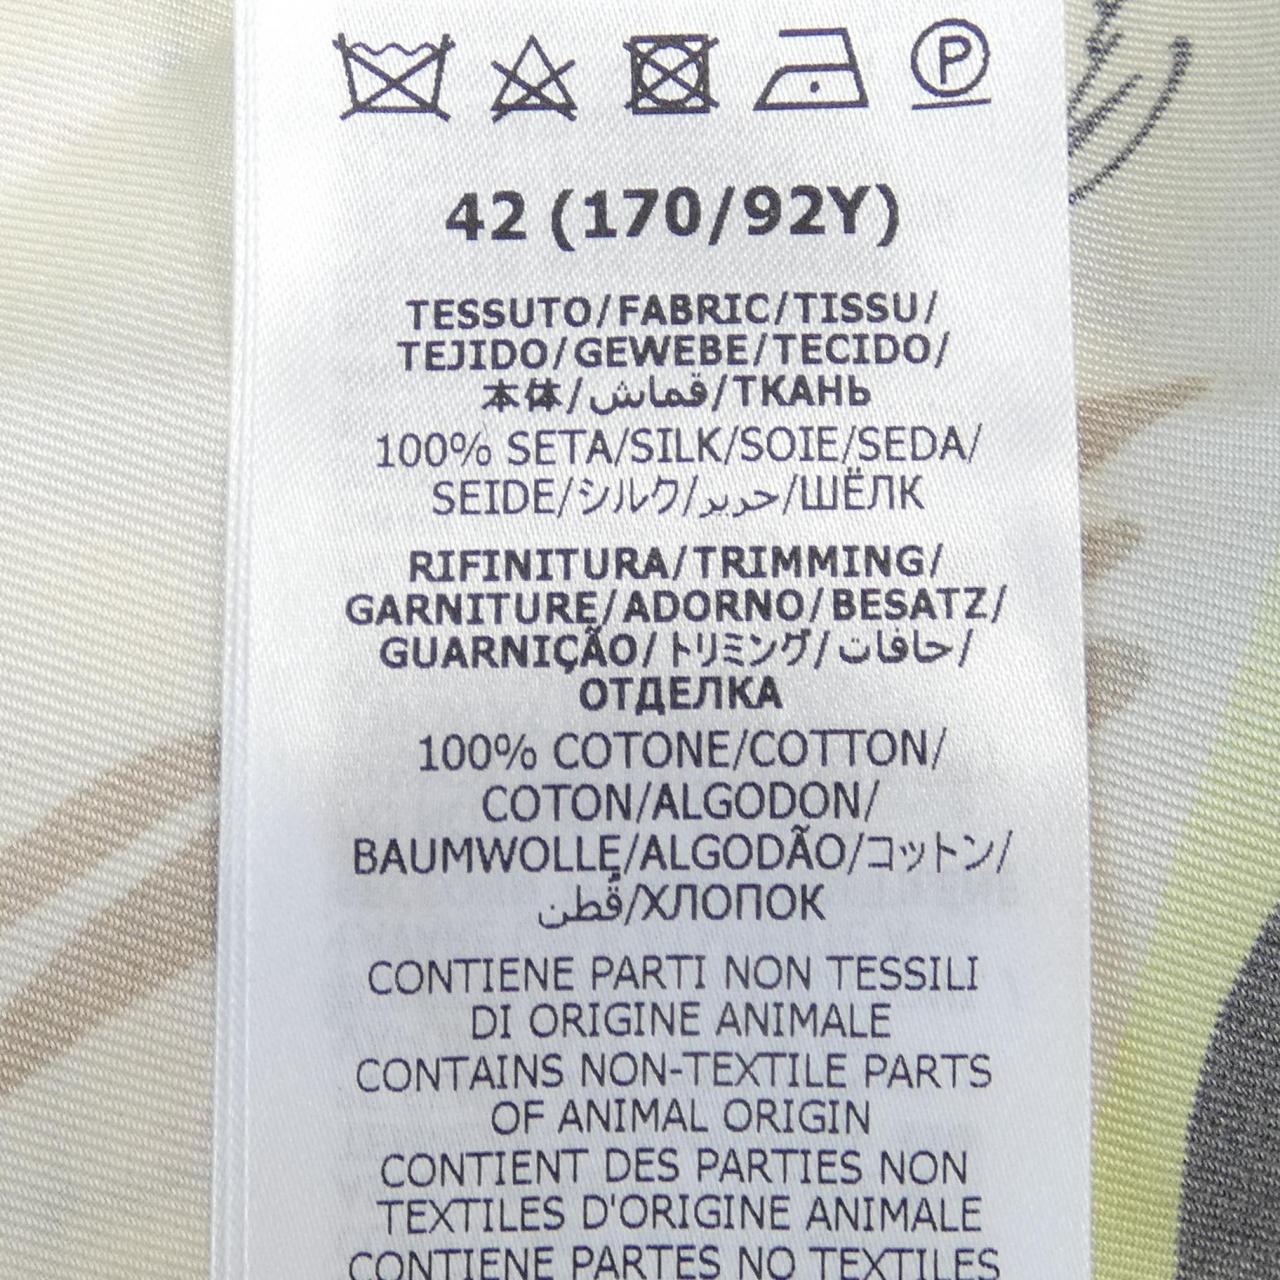 P
42 (170/92Y)
TESSUTO/FABRIC/TISSU/
TEJIDO/GEWEBE/TECIDO/
本体/قماش/ТКАНЬ
100% SETA/SILK/SOIE/SEDA/
SEIDE/シルク/حرير/ШЁЛК
RIFINITURA/TRIMMING/
GARNITURE/ADORNO/BESATZ/
GUARNIÇÃO/トリミング/حافات/
ОТДЕЛКА
100% COTONE/COTTON/
COTON/ALGODON/
BAUMWOLLE/ALGODÃO/コットン/
قطن/ХЛОПОК
CONTIENE PARTI NON TESSILI
DI ORIGINE ANIMALE
CONTAINS NON-TEXTILE PARTS
OF ANIMAL ORIGIN
CONTIENT DES PARTIES NON
TEXTILES D'ORIGINE ANIMALE
CONTIENE PARTES NO TEXTILES